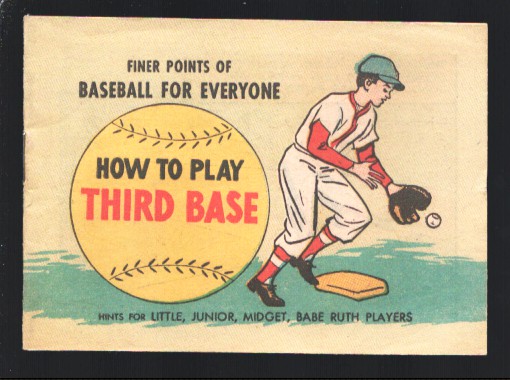 FINER POINTS OF
BASEBALL FOR EVERYONE
HOW TO PLAY
THIRD BASE
HINTS FOR LITTLE, JUNIOR, MIDGET, BABE RUTH PLAYERS